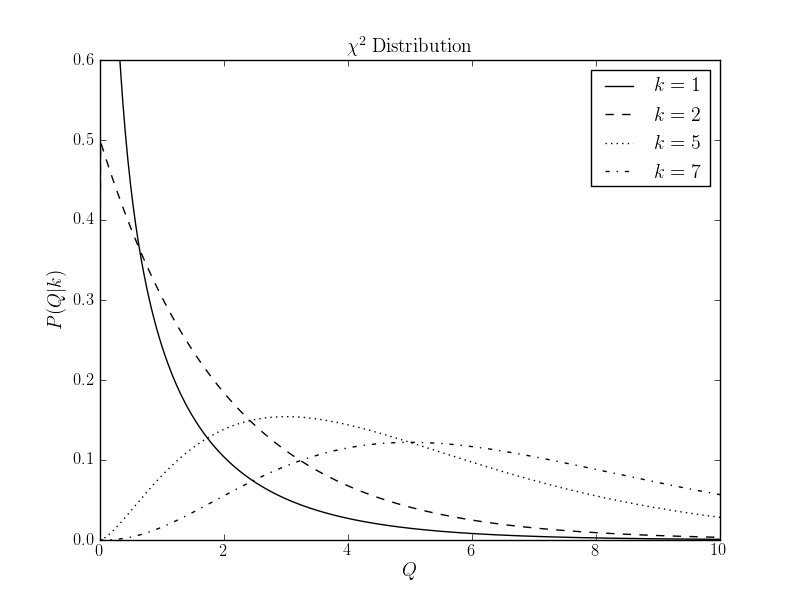 χ² Distribution
k = 1
k = 2
k = 5
k = 7
P(Q|k)
0.6
0.5
0.4
0.3
0.2
0.1
0.0
0 2 4 6 8 10
Q